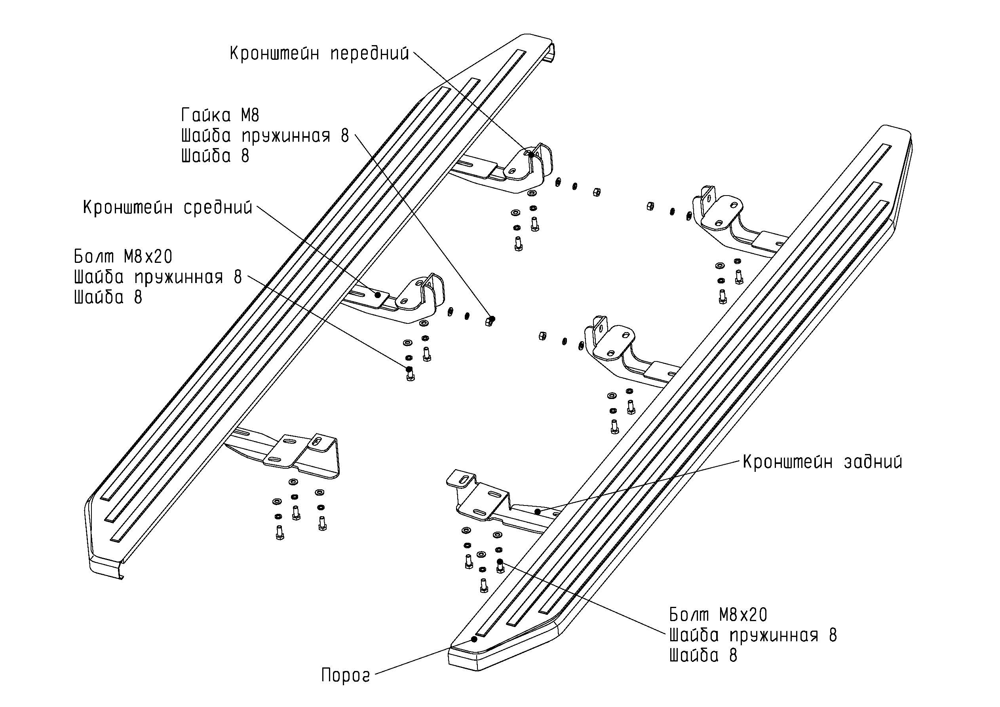 Кронштейн передний
Гайка М8
Шайба пружинная 8
Шайба 8
Кронштейн средний
Болт М8х20
Шайба пружинная 8
Шайба 8
Кронштейн задний
Болт М8х20
Шайба пружинная 8
Шайба 8
Порог